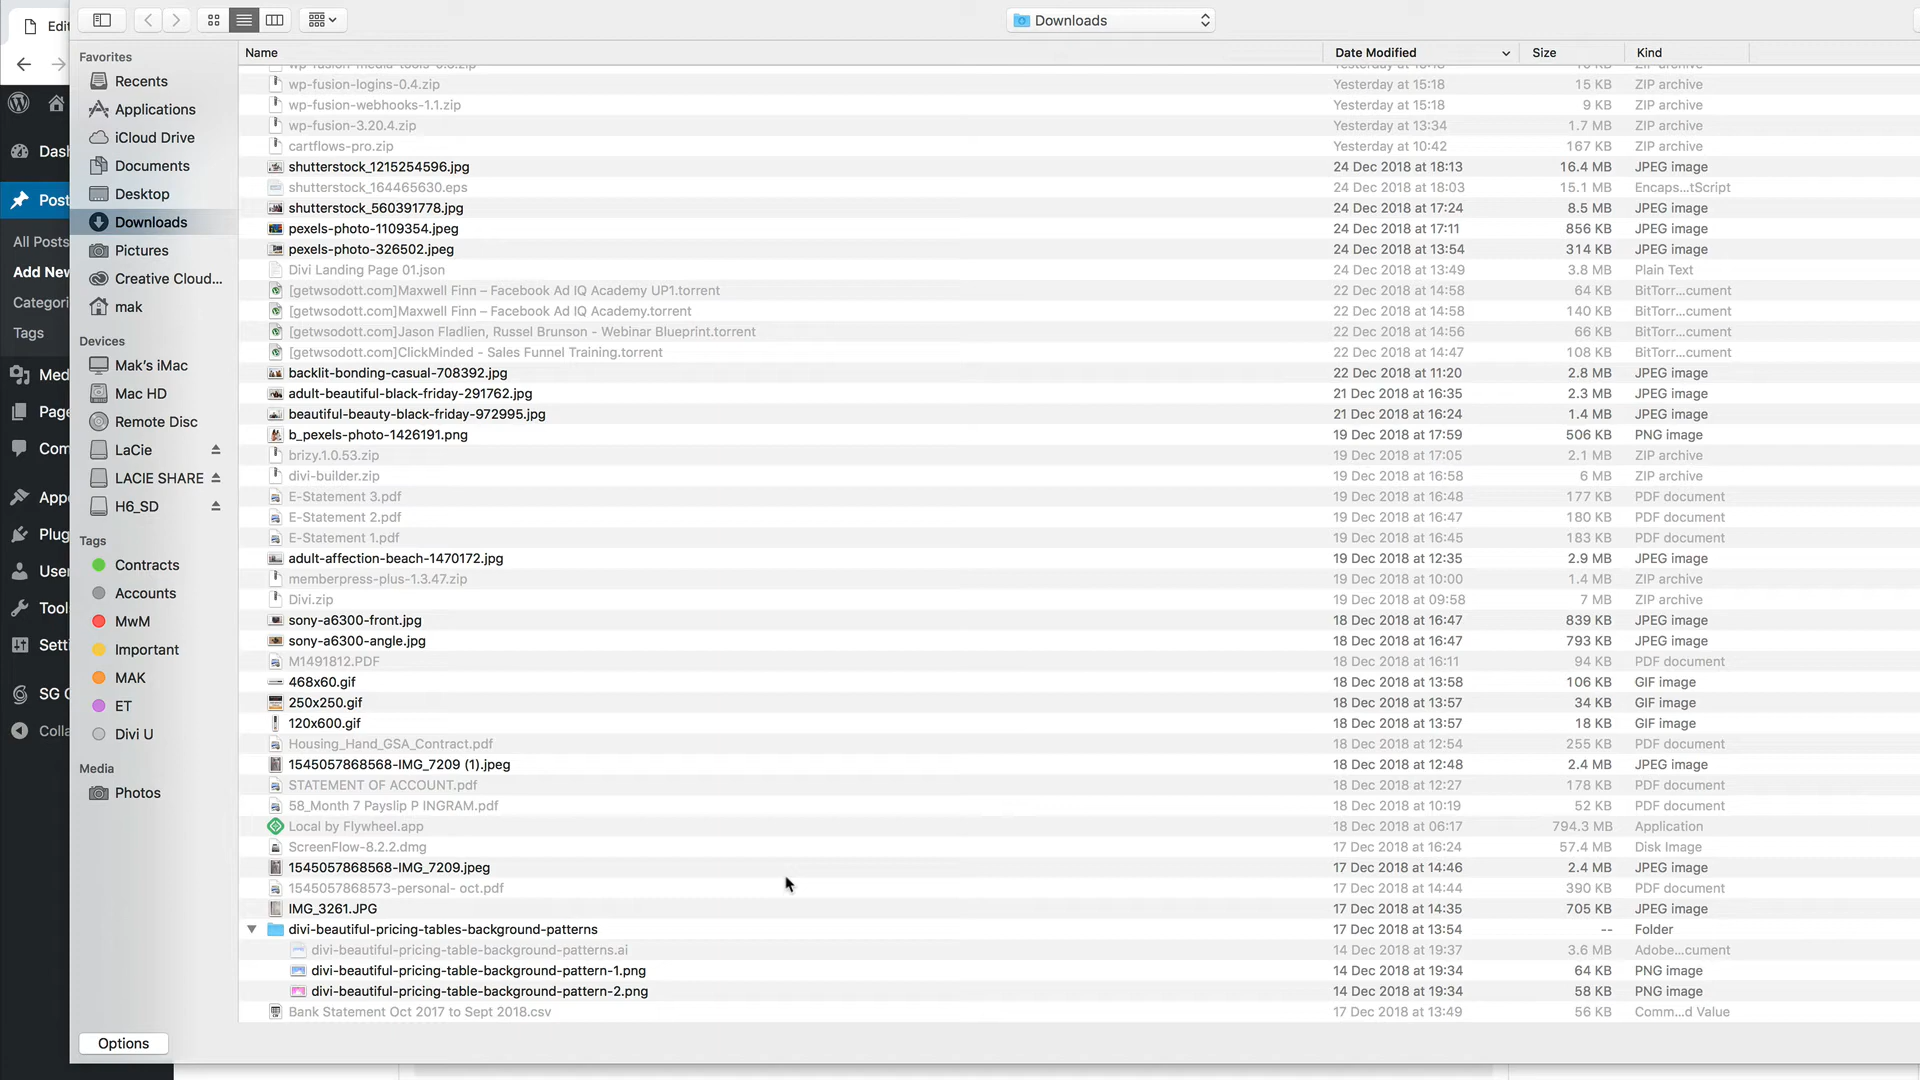 Edit
Downloads
Favorites
Recents
Applications
iCloud Drive
Documents
Desktop
Downloads
Pictures
Creative Cloud...
mak
Devices
Mak's iMac
Mac HD
Remote Disc
LaCie
LACIE SHARE
H6_SD
Tags
Contracts
Accounts
MwM
Important
MAK
ET
Divi U
Media
Photos
Options
Dash
Post
All Posts
Add New
Categori
Tags
Med
Page
Com
Appe
Plug
User
Tool
Setti
SG O
Colla
Name Date Modified Size Kind
wp-fusion-logins-0.4.zip Yesterday at 15:18 15 KB ZIP archive
wp-fusion-webhooks-1.1.zip Yesterday at 15:18 9 KB ZIP archive
wp-fusion-3.20.4.zip Yesterday at 13:34 1.7 MB ZIP archive
cartflows-pro.zip Yesterday at 10:42 167 KB ZIP archive
shutterstock_1215254596.jpg 24 Dec 2018 at 18:13 16.4 MB JPEG image
shutterstock_164465630.eps 24 Dec 2018 at 18:03 15.1 MB Encaps...tScript
shutterstock_560391778.jpg 24 Dec 2018 at 17:24 8.5 MB JPEG image
pexels-photo-1109354.jpeg 24 Dec 2018 at 17:11 856 KB JPEG image
pexels-photo-326502.jpeg 24 Dec 2018 at 13:54 314 KB JPEG image
Divi Landing Page 01.json 24 Dec 2018 at 13:49 3.8 MB Plain Text
[getwsodott.com]Maxwell Finn – Facebook Ad IQ Academy UP1.torrent 22 Dec 2018 at 14:58 64 KB BitTorr...cument
[getwsodott.com]Maxwell Finn – Facebook Ad IQ Academy.torrent 22 Dec 2018 at 14:58 140 KB BitTorr...cument
[getwsodott.com]Jason Fladlien, Russel Brunson - Webinar Blueprint.torrent 22 Dec 2018 at 14:56 66 KB BitTorr...cument
[getwsodott.com]ClickMinded - Sales Funnel Training.torrent 22 Dec 2018 at 14:47 108 KB BitTorr...cument
backlit-bonding-casual-708392.jpg 22 Dec 2018 at 11:20 2.8 MB JPEG image
adult-beautiful-black-friday-291762.jpg 21 Dec 2018 at 16:35 2.3 MB JPEG image
beautiful-beauty-black-friday-972995.jpg 21 Dec 2018 at 16:24 1.4 MB JPEG image
b_pexels-photo-1426191.png 19 Dec 2018 at 17:59 506 KB PNG image
brizy.1.0.53.zip 19 Dec 2018 at 17:05 2.1 MB ZIP archive
divi-builder.zip 19 Dec 2018 at 16:58 6 MB ZIP archive
E-Statement 3.pdf 19 Dec 2018 at 16:48 177 KB PDF document
E-Statement 2.pdf 19 Dec 2018 at 16:47 180 KB PDF document
E-Statement 1.pdf 19 Dec 2018 at 16:45 183 KB PDF document
adult-affection-beach-1470172.jpg 19 Dec 2018 at 12:35 2.9 MB JPEG image
memberpress-plus-1.3.47.zip 19 Dec 2018 at 10:00 1.4 MB ZIP archive
Divi.zip 19 Dec 2018 at 09:58 7 MB ZIP archive
sony-a6300-front.jpg 18 Dec 2018 at 16:47 839 KB JPEG image
sony-a6300-angle.jpg 18 Dec 2018 at 16:47 793 KB JPEG image
M1491812.PDF 18 Dec 2018 at 16:11 94 KB PDF document
468x60.gif 18 Dec 2018 at 13:58 106 KB GIF image
250x250.gif 18 Dec 2018 at 13:57 34 KB GIF image
120x600.gif 18 Dec 2018 at 13:57 18 KB GIF image
Housing_Hand_GSA_Contract.pdf 18 Dec 2018 at 12:54 255 KB PDF document
1545057868568-IMG_7209 (1).jpeg 18 Dec 2018 at 12:48 2.4 MB JPEG image
STATEMENT OF ACCOUNT.pdf 18 Dec 2018 at 12:27 178 KB PDF document
58_Month 7 Payslip P INGRAM.pdf 18 Dec 2018 at 10:19 52 KB PDF document
Local by Flywheel.app 18 Dec 2018 at 06:17 794.3 MB Application
ScreenFlow-8.2.2.dmg 17 Dec 2018 at 16:24 57.4 MB Disk Image
1545057868568-IMG_7209.jpeg 17 Dec 2018 at 14:46 2.4 MB JPEG image
1545057868573-personal- oct.pdf 17 Dec 2018 at 14:44 390 KB PDF document
IMG_3261.JPG 17 Dec 2018 at 14:35 705 KB JPEG image
divi-beautiful-pricing-tables-background-patterns 17 Dec 2018 at 13:54 -- Folder
divi-beautiful-pricing-table-background-patterns.ai 14 Dec 2018 at 19:37 3.6 MB Adobe...cument
divi-beautiful-pricing-table-background-pattern-1.png 14 Dec 2018 at 19:34 64 KB PNG image
divi-beautiful-pricing-table-background-pattern-2.png 14 Dec 2018 at 19:34 58 KB PNG image
Bank Statement Oct 2017 to Sept 2018.csv 17 Dec 2018 at 13:49 56 KB Comm...d Value